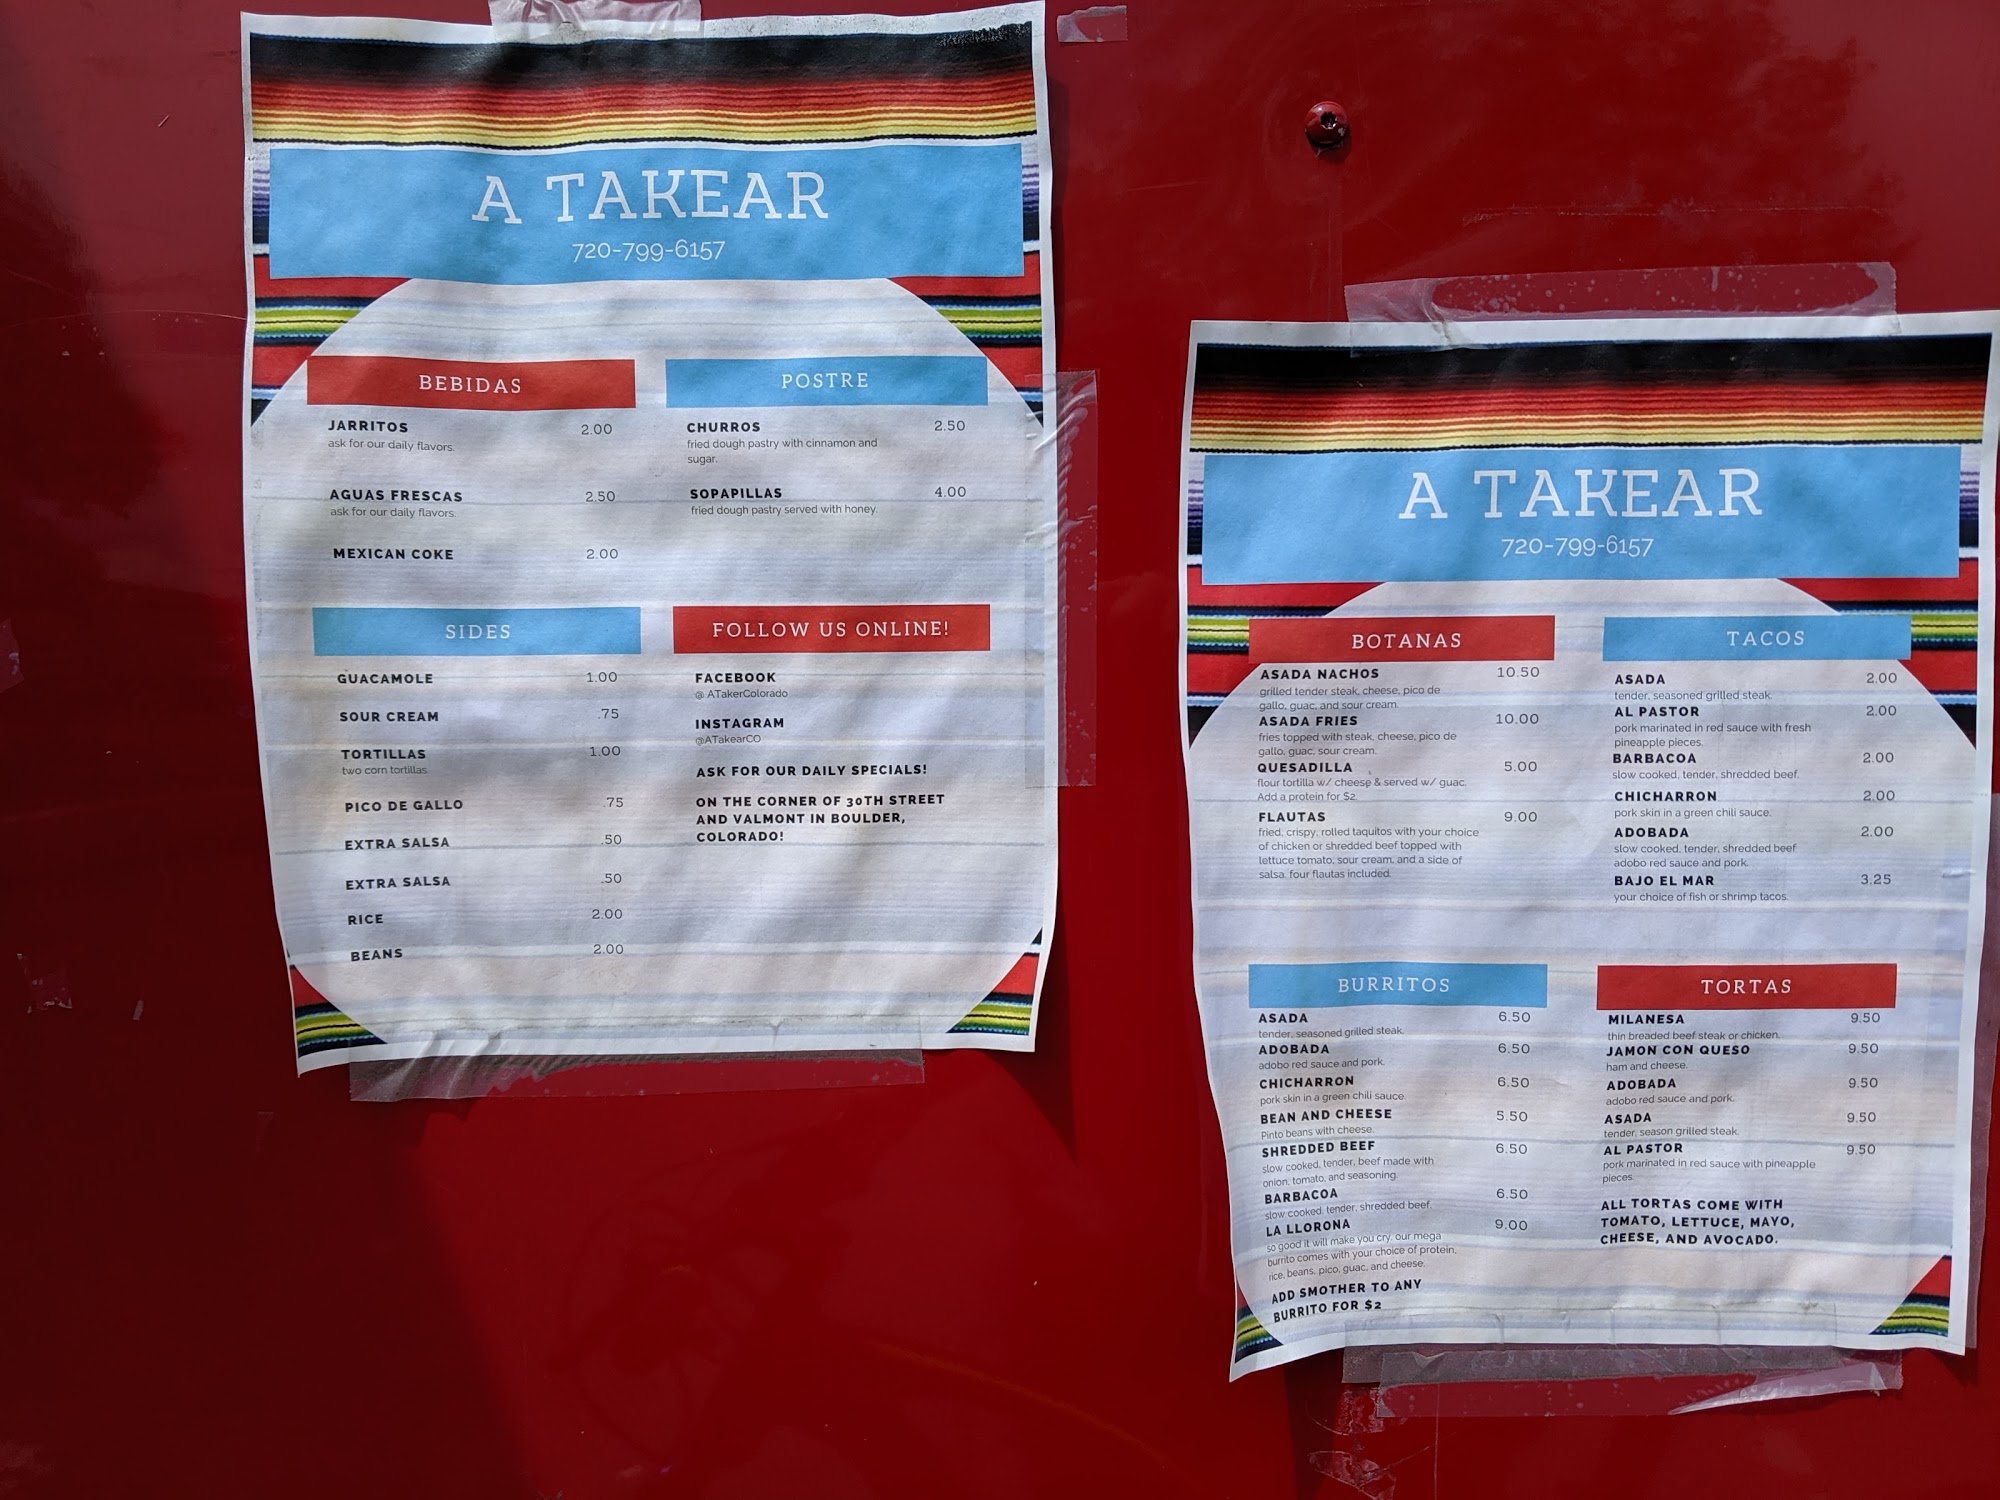 A TAKEAR
720-799-6157
BEBIDAS
JARRITOS 2.00
ask for our daily flavors.
AGUAS FRESCAS 2.50
ask for our daily flavors.
MEXICAN COKE 2.00
POSTRE
CHURROS 2.50
fried dough pastry with cinnamon and
sugar.
SOPAPILLAS 4.00
fried dough pastry served with honey.
SIDES
GUACAMOLE 1.00
SOUR CREAM .75
TORTILLAS 1.00
two corn tortillas
PICO DE GALLO .75
EXTRA SALSA .50
EXTRA SALSA .50
RICE 2.00
BEANS 2.00
FOLLOW US ONLINE!
FACEBOOK
@ ATakerColorado
INSTAGRAM
@ATakearCO
ASK FOR OUR DAILY SPECIALS!
ON THE CORNER OF 30TH STREET
AND VALMONT IN BOULDER,
COLORADO!
A TAKEAR
720-799-6157
BOTANAS
ASADA NACHOS 10.50
grilled tender steak, cheese, pico de
gallo, guac, and sour cream.
ASADA FRIES 10.00
fries topped with steak, cheese, pico de
gallo, guac, sour cream.
QUESADILLA 5.00
flour tortilla w/ cheese & served w/ guac.
Add a protein for $2.
FLAUTAS 9.00
fried, crispy, rolled taquitos with your choice
of chicken or shredded beef topped with
lettuce tomato, sour cream, and a side of
salsa. four flautas included.
TACOS
ASADA 2.00
tender, seasoned grilled steak.
AL PASTOR 2.00
pork marinated in red sauce with fresh
pineapple pieces.
BARBACOA 2.00
slow cooked, tender, shredded beef.
CHICHARRON 2.00
pork skin in a green chili sauce.
ADOBADA 2.00
slow cooked, tender, shredded beef
adobo red sauce and pork.
BAJO EL MAR 3.25
your choice of fish or shrimp tacos.
BURRITOS
ASADA 6.50
tender, seasoned grilled steak.
ADOBADA 6.50
adobo red sauce and pork.
CHICHARRON 6.50
pork skin in a green chili sauce.
BEAN AND CHEESE 5.50
Pinto beans with cheese.
SHREDDED BEEF 6.50
slow cooked, tender, beef made with
onion, tomato, and seasoning.
BARBACOA 6.50
slow cooked, tender, shredded beef.
LA LLORONA 9.00
so good it will make you cry. our mega
burrito comes with your choice of protein,
rice, beans, pico, guac, and cheese.
ADD SMOTHER TO ANY
BURRITO FOR $2
TORTAS
MILANESA 9.50
thin breaded beef steak or chicken.
JAMON CON QUESO 9.50
ham and cheese.
ADOBADA 9.50
adobo red sauce and pork.
ASADA 9.50
tender, season grilled steak.
AL PASTOR 9.50
pork marinated in red sauce with pineapple
pieces.
ALL TORTAS COME WITH
TOMATO, LETTUCE, MAYO,
CHEESE, AND AVOCADO.